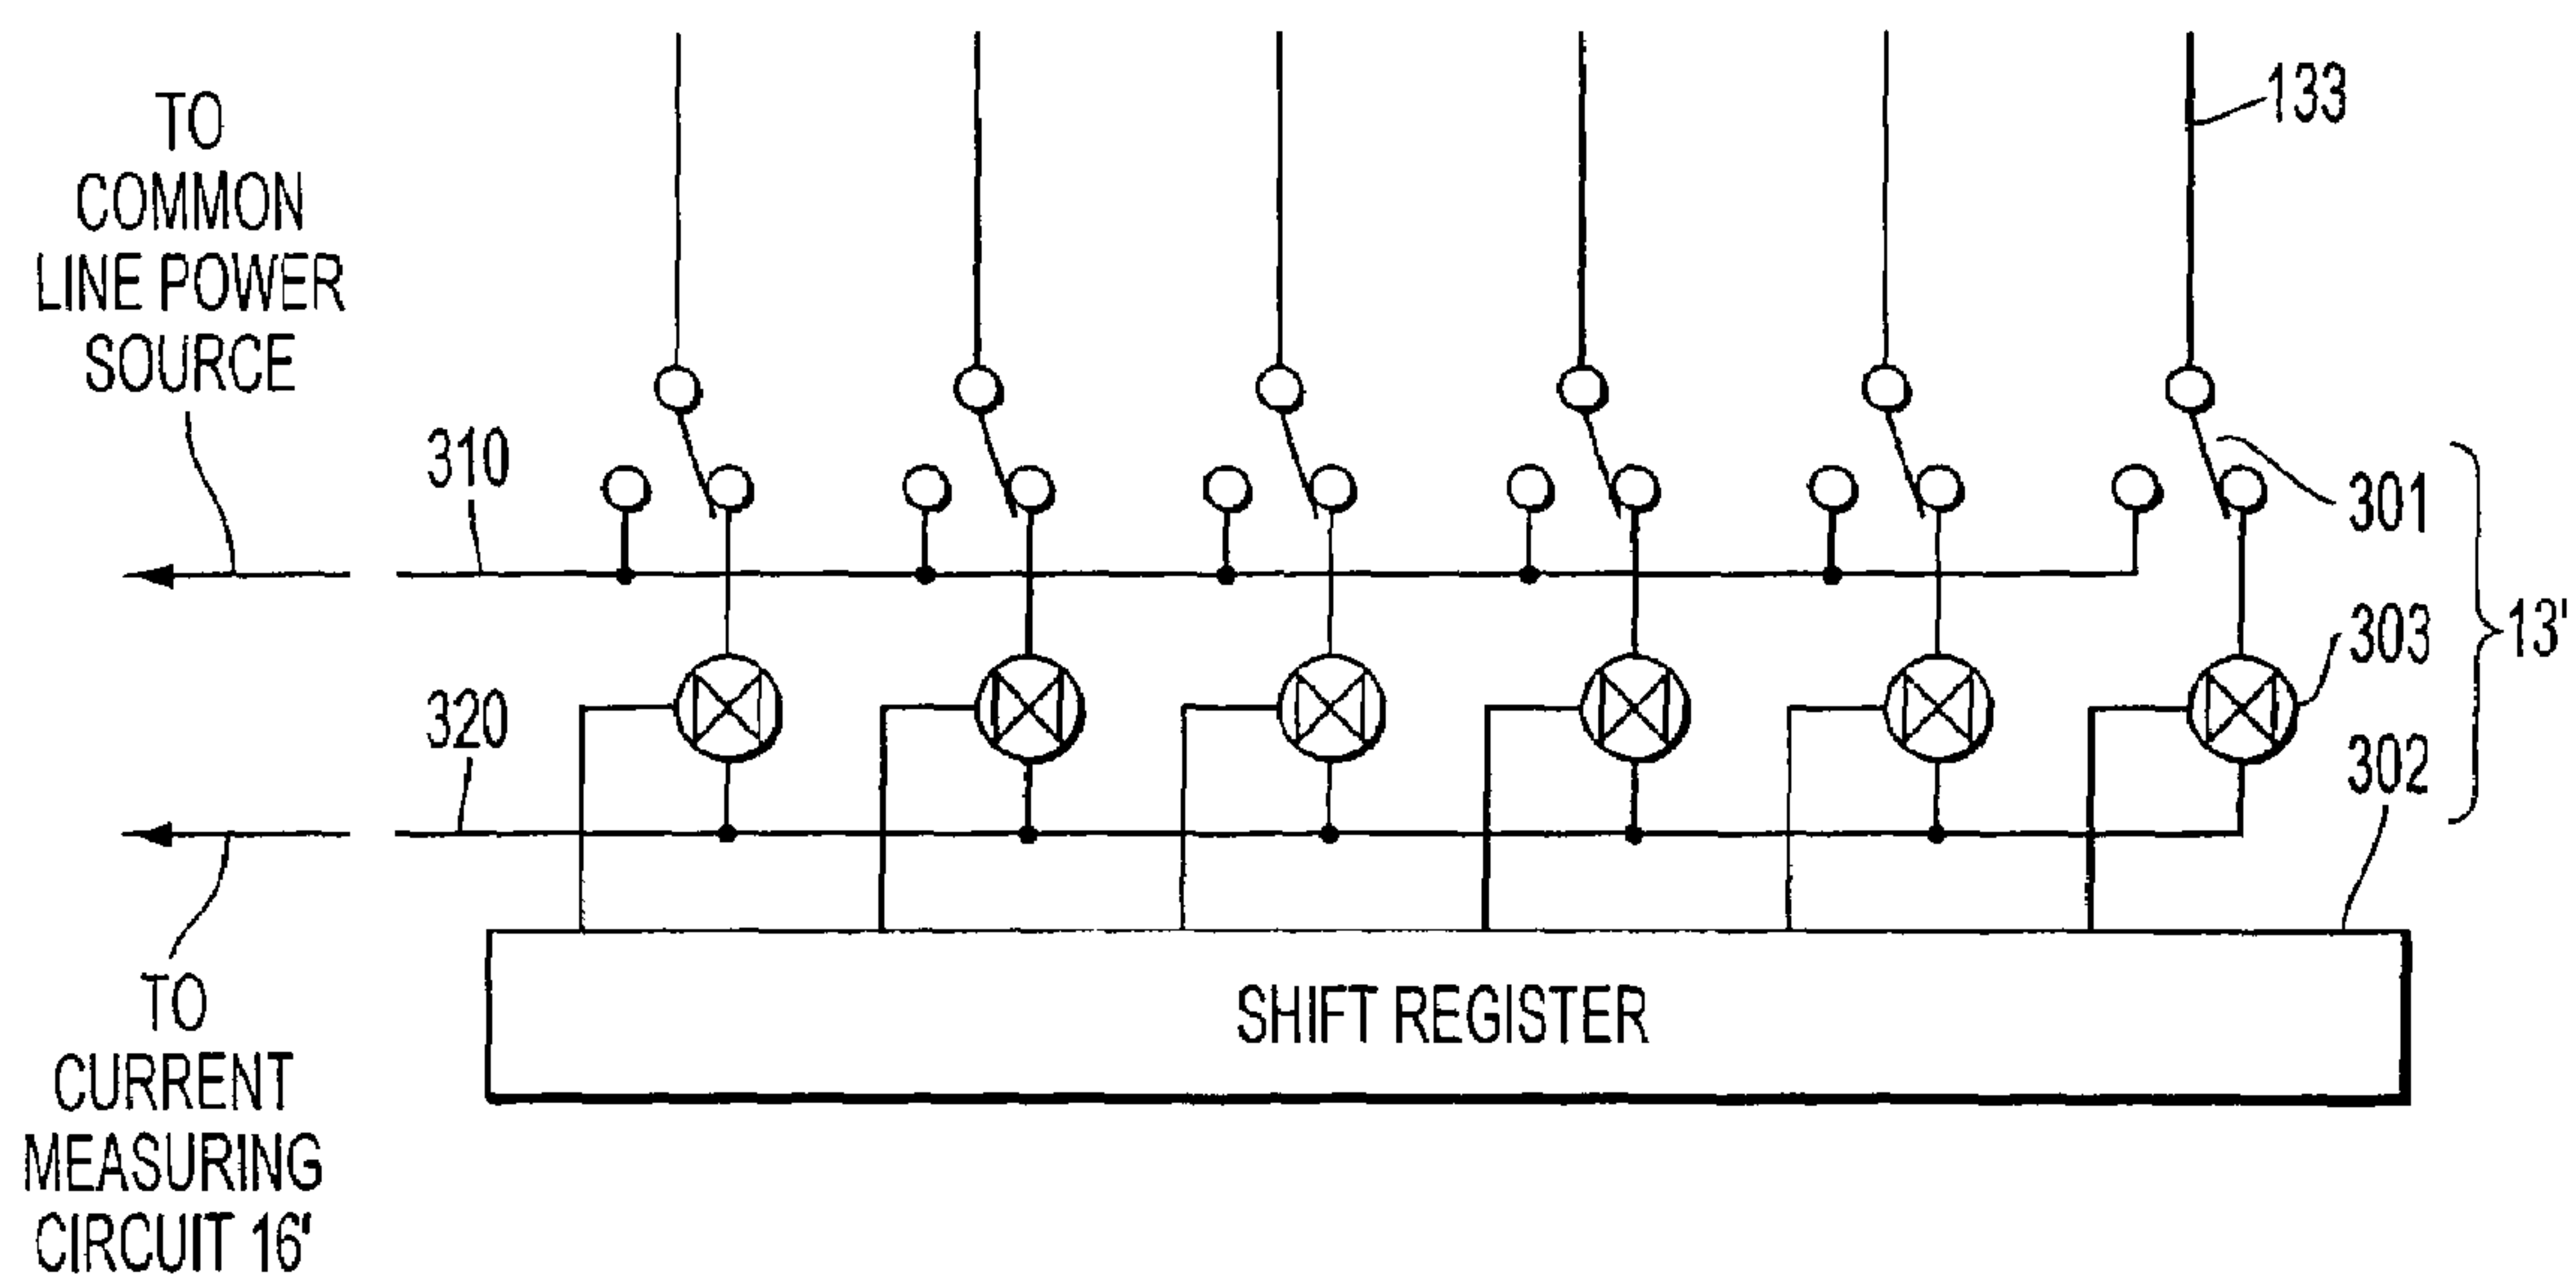 TO
COMMON
LINE POWER
SOURCE
133
310
301
13'
303
320
302
SHIFT REGISTER
TO
CURRENT
MEASURING
CIRCUIT 16'